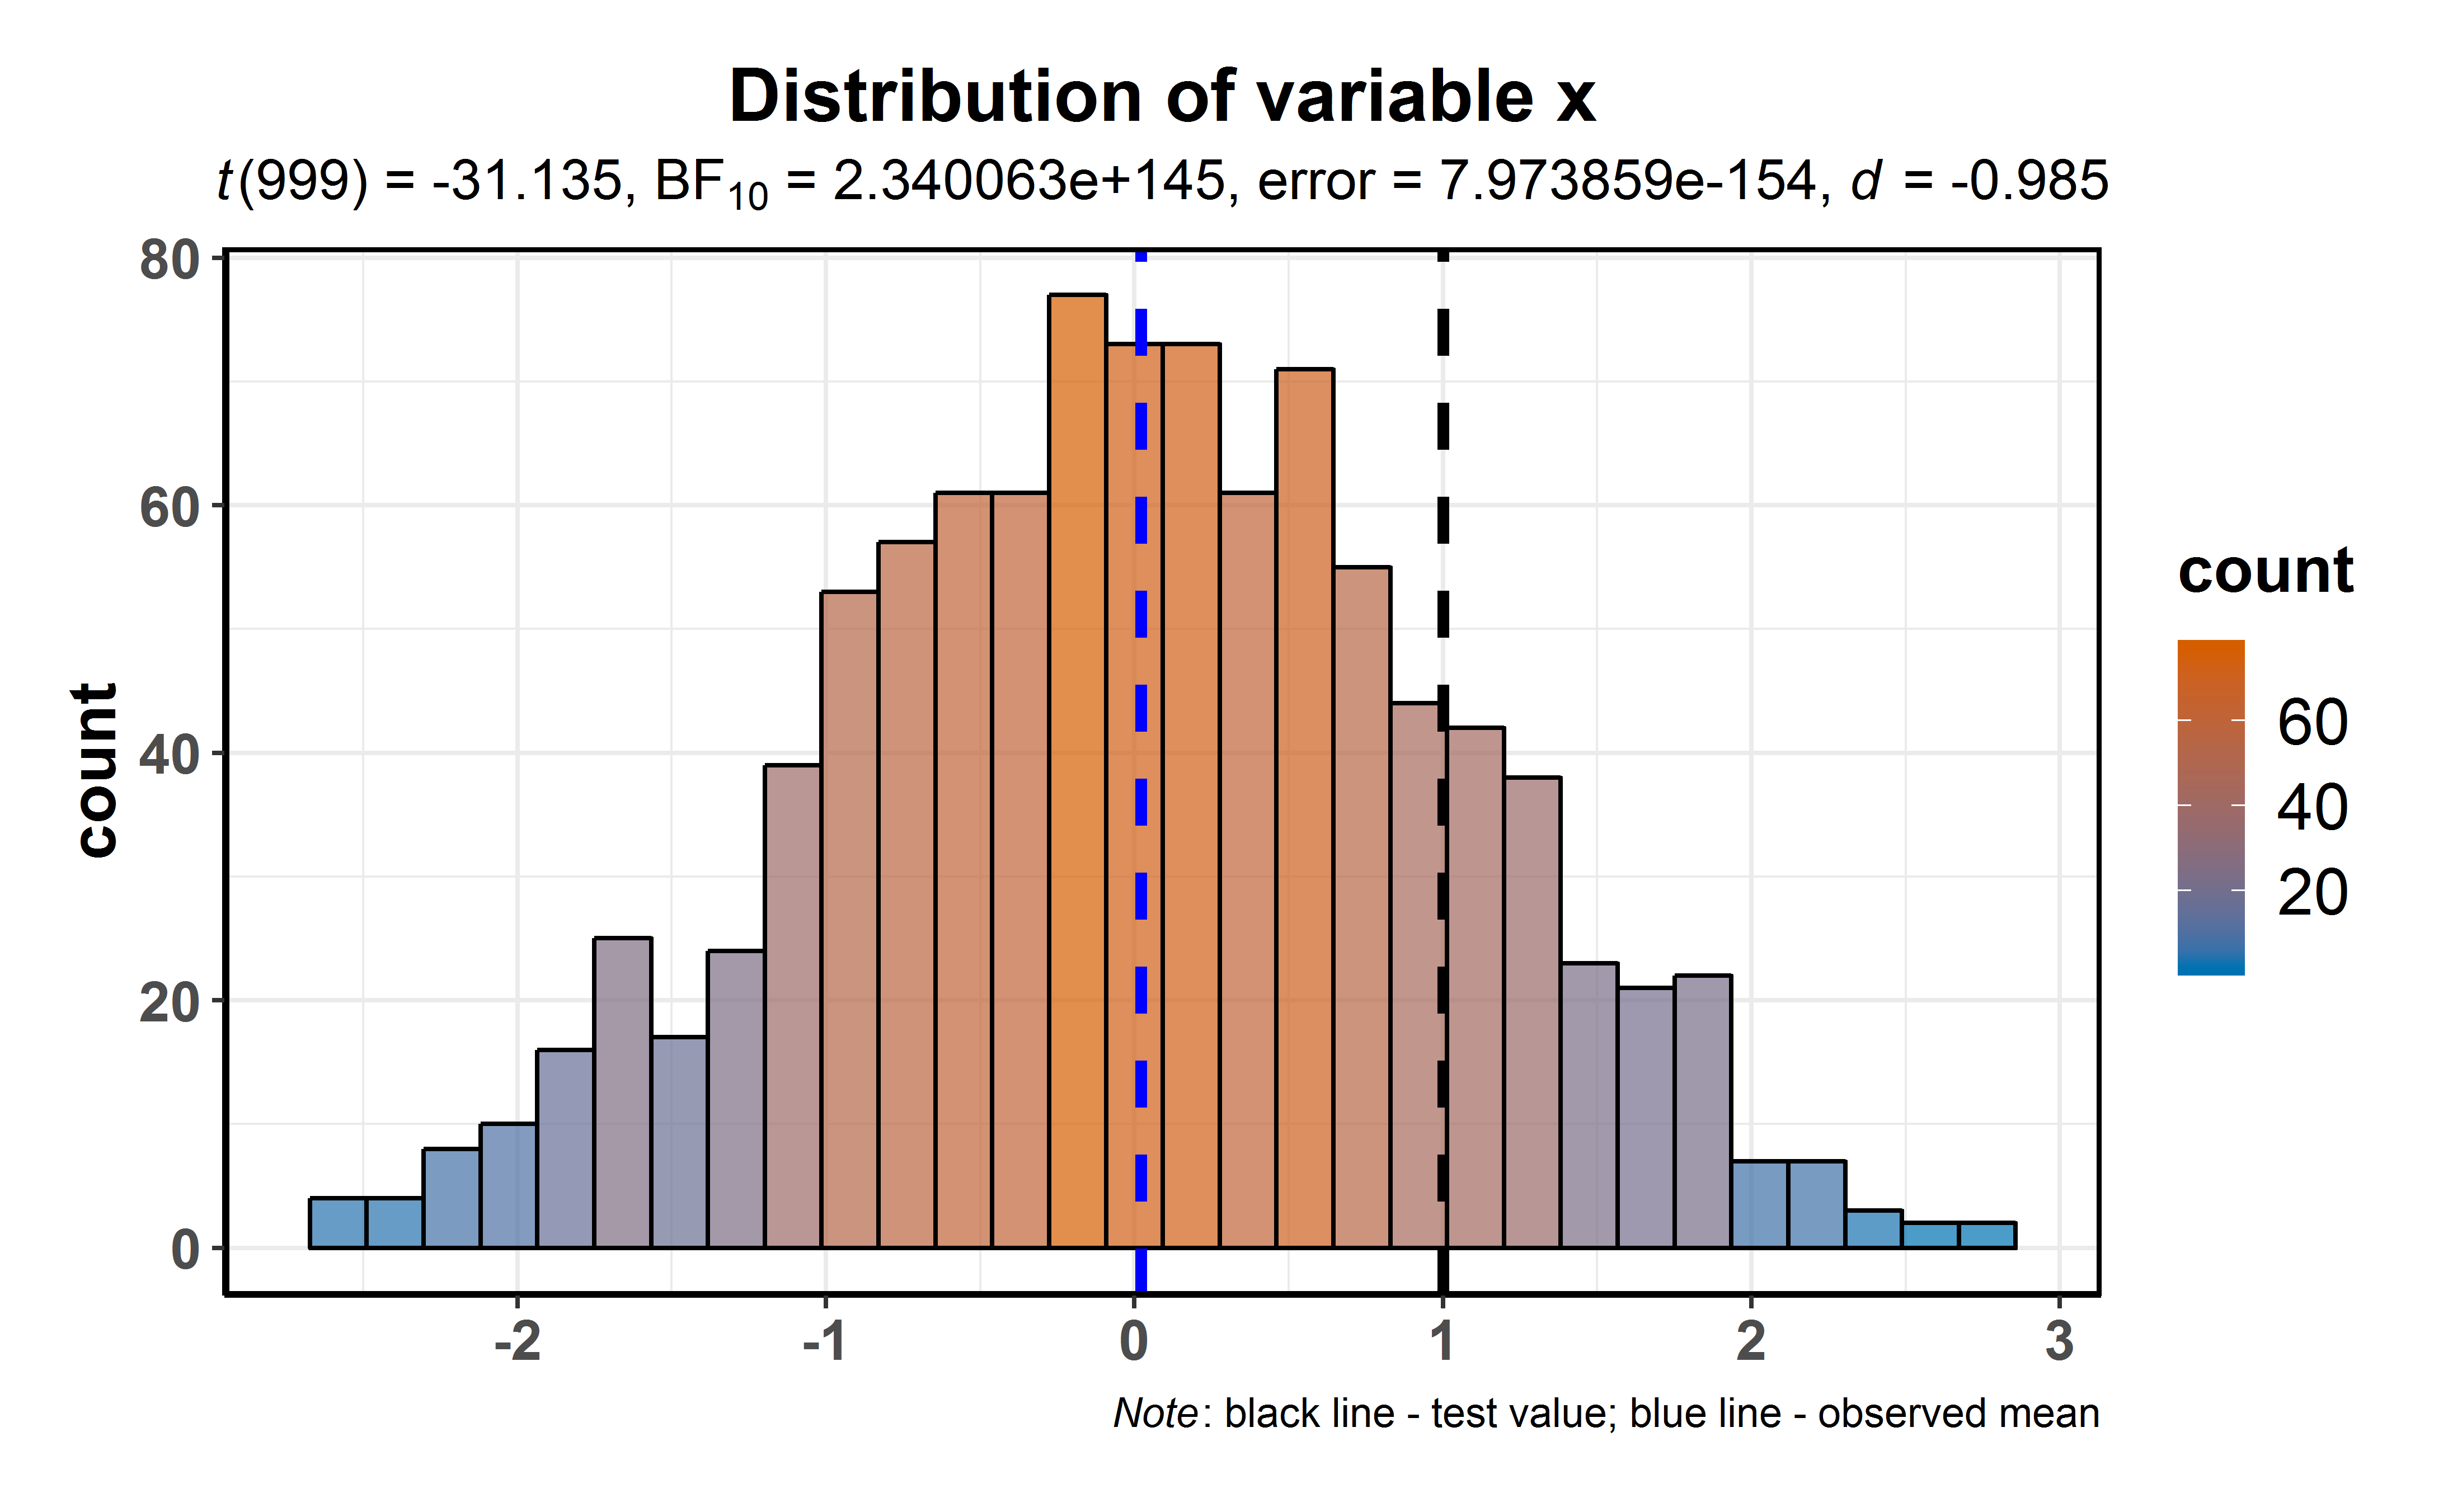 Distribution of variable x
t(999) = -31.135, BF₁₀ = 2.340063e+145, error = 7.973859e-154, d = -0.985
80
60
40
20
0
count
-2 -1 0 1 2 3
count
60
40
20
Note: black line - test value; blue line - observed mean